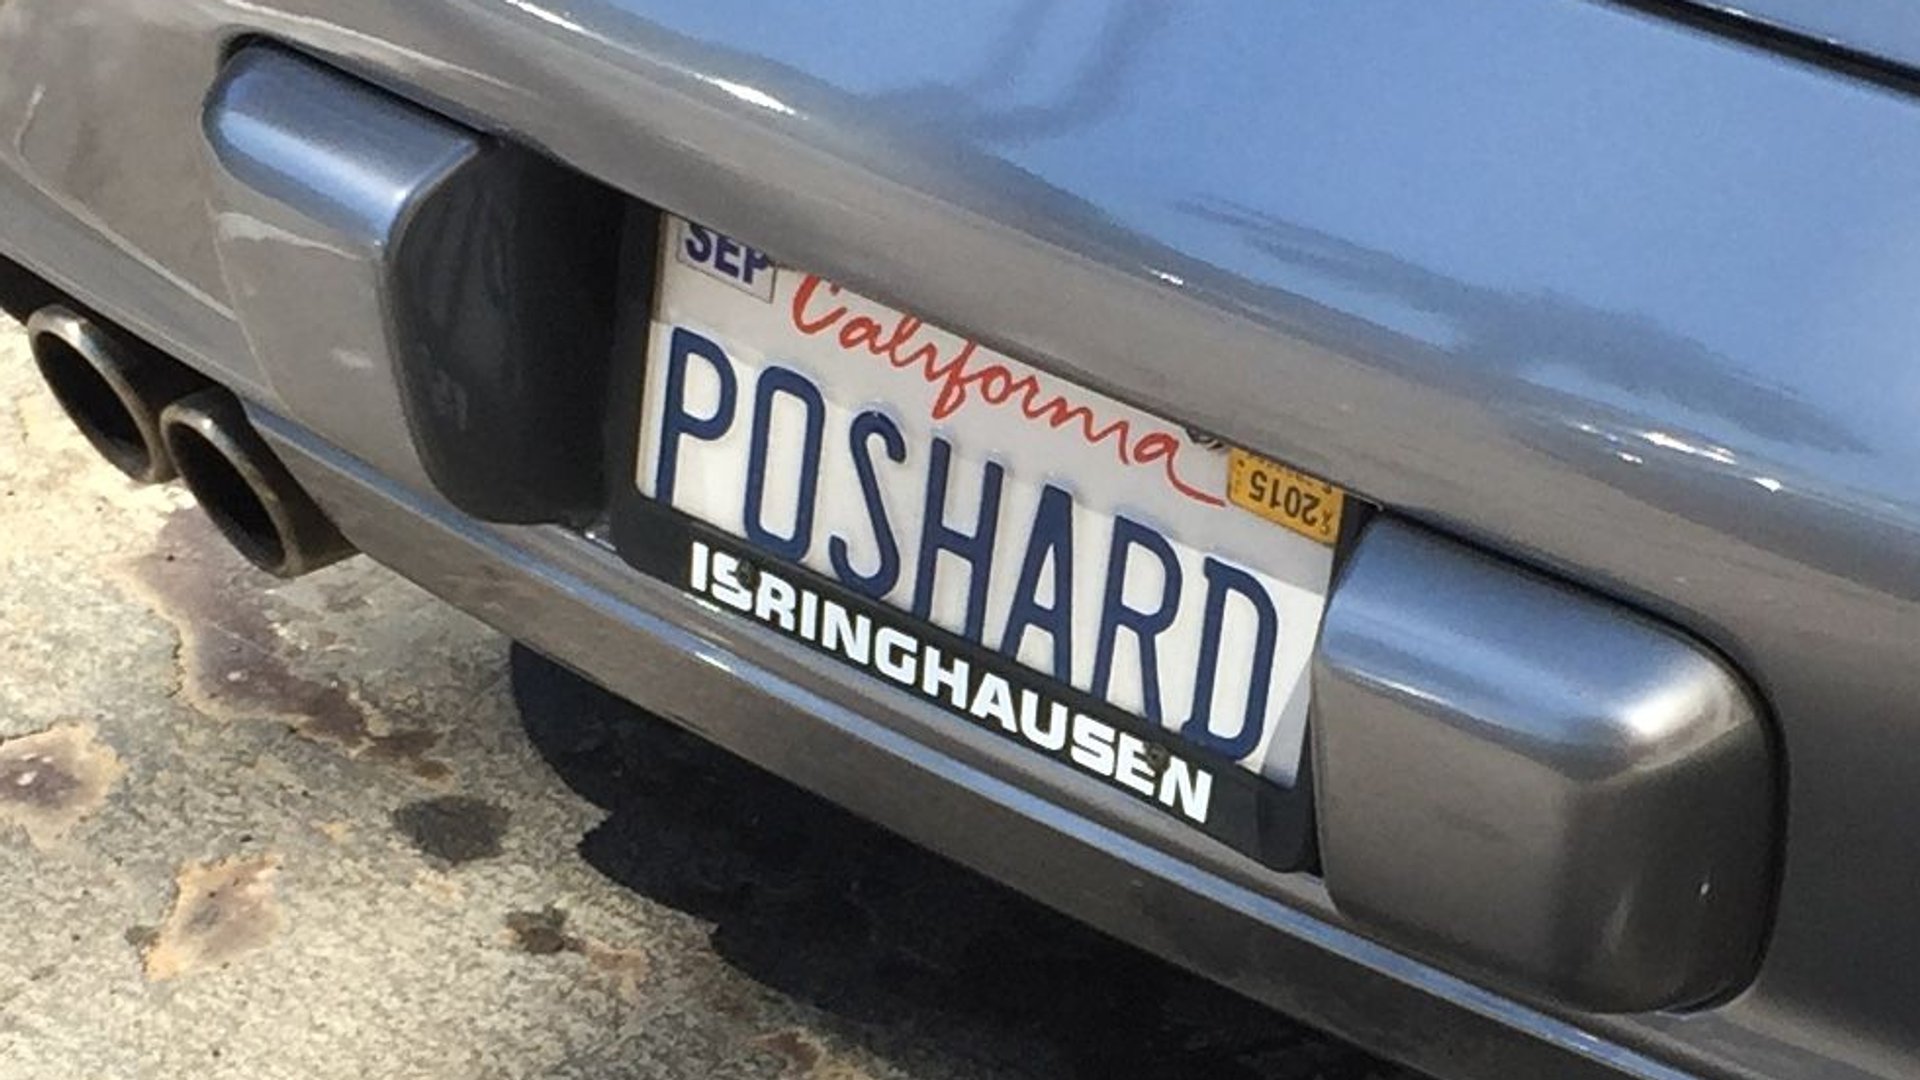 SEP
California
2015
POSHARD
ISRINGHAUSEN